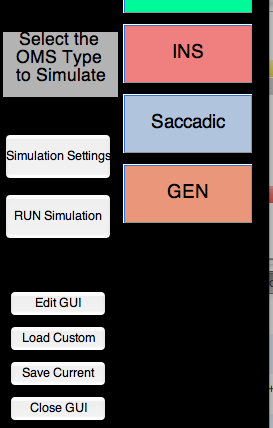 Select the
OMS Type
to Simulate
INS
Saccadic
GEN
Simulation Settings
RUN Simulation
Edit GUI
Load Custom
Save Current
Close GUI